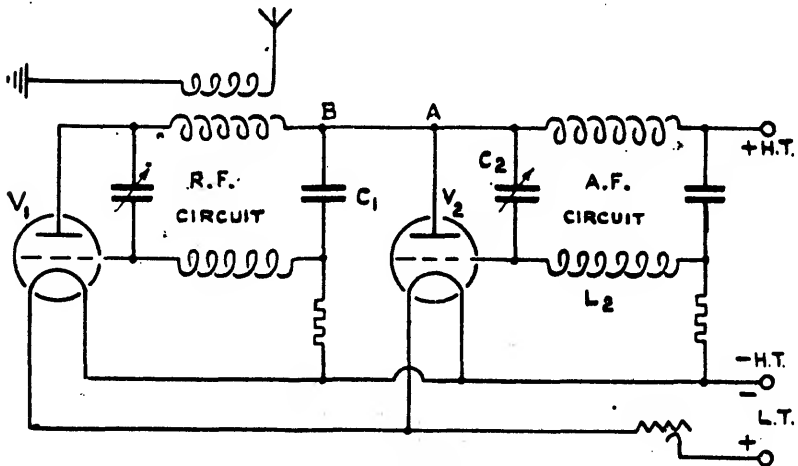 B
A
+H.T.
V1
R.F.
CIRCUIT
C1
C2
V2
A.F.
CIRCUIT
L2
-H.T.
-
L.T.
+